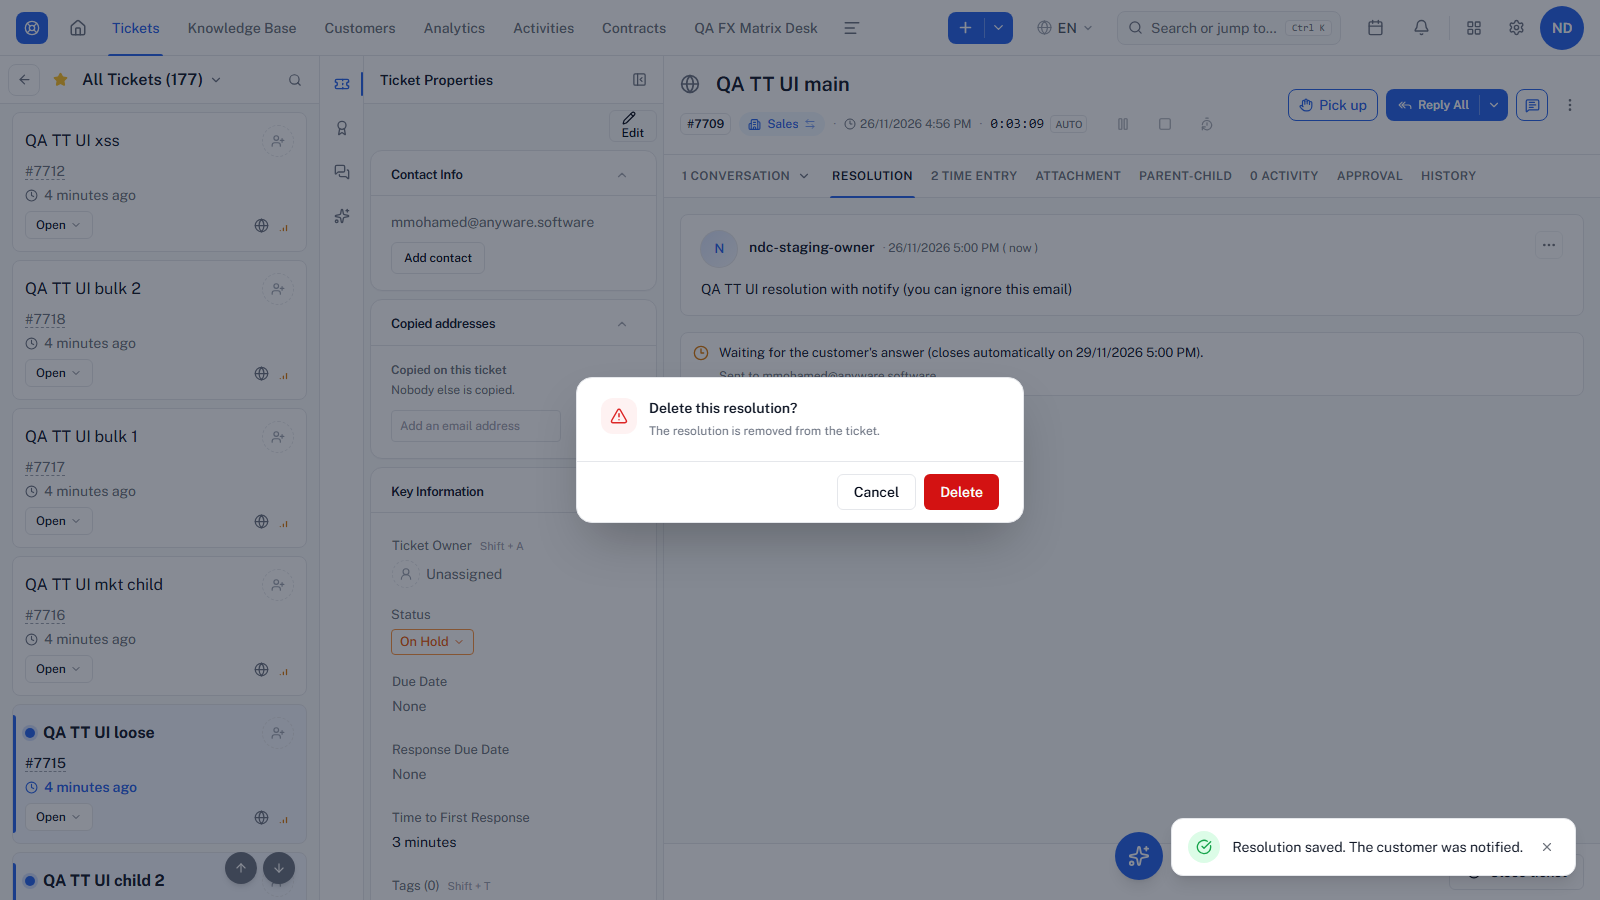 Tickets
Knowledge Base
Customers
Analytics
Activities
Contracts
QA FX Matrix Desk
EN
Search or jump to...
Ctrl K
ND
All Tickets (177)
QA TT UI xss
#7712
4 minutes ago
Open
QA TT UI bulk 2
#7718
4 minutes ago
Open
QA TT UI bulk 1
#7717
4 minutes ago
Open
QA TT UI mkt child
#7716
4 minutes ago
Open
QA TT UI loose
#7715
4 minutes ago
Open
QA TT UI child 2
Ticket Properties
Edit
Contact Info
mmohamed@anyware.software
Add contact
Copied addresses
Copied on this ticket
Nobody else is copied.
Add an email address
Key Information
Ticket Owner Shift + A
Unassigned
Status
On Hold
Due Date
None
Response Due Date
None
Time to First Response
3 minutes
Tags (0) Shift + T
QA TT UI main
#7709
Sales
· 26/11/2026 4:56 PM · 0:03:09 AUTO
Pick up
Reply All
1 CONVERSATION
RESOLUTION
2 TIME ENTRY
ATTACHMENT
PARENT-CHILD
0 ACTIVITY
APPROVAL
HISTORY
N
ndc-staging-owner · 26/11/2026 5:00 PM ( now )
QA TT UI resolution with notify (you can ignore this email)
Waiting for the customer's answer (closes automatically on 29/11/2026 5:00 PM).
Sent to mmohamed@anyware.software
Delete this resolution?
The resolution is removed from the ticket.
Cancel
Delete
Resolution saved. The customer was notified.